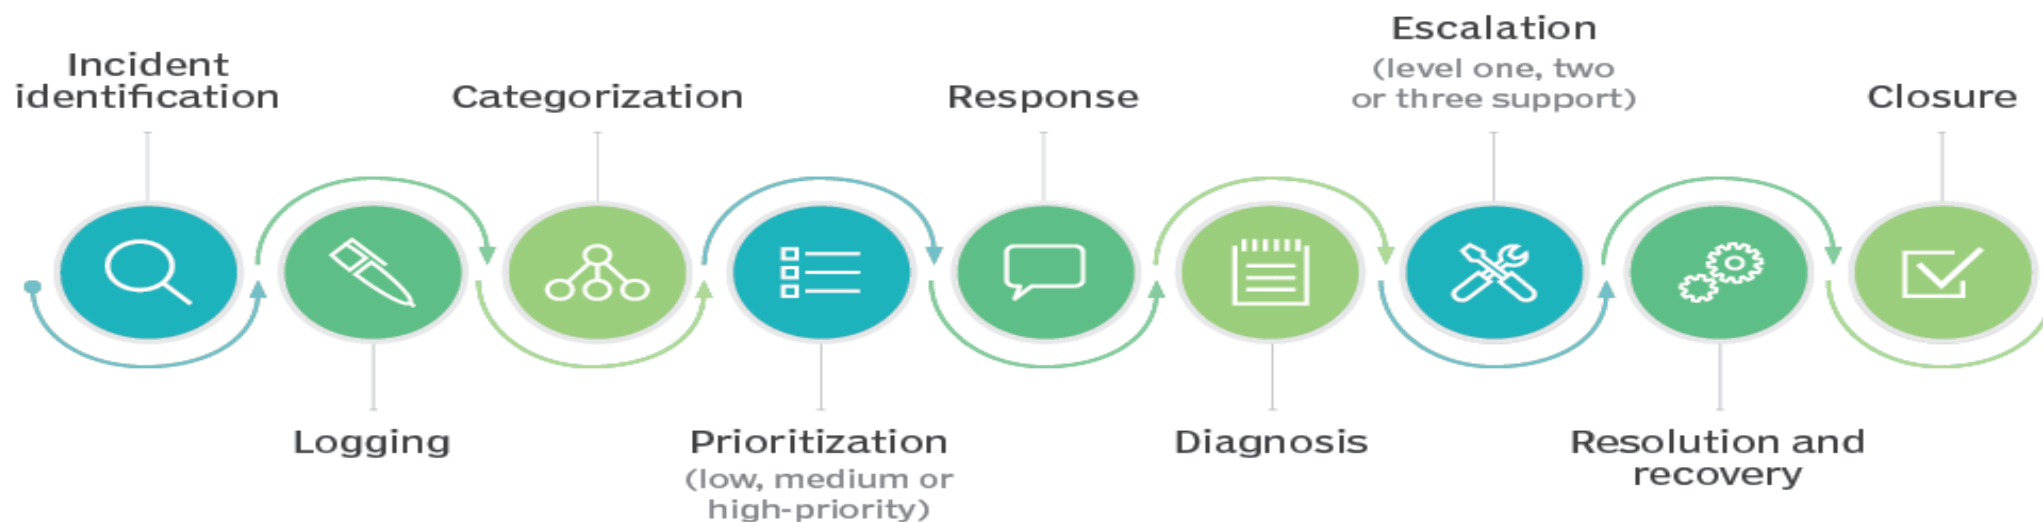 Incident
identification
Logging
Categorization
Prioritization
(low, medium or
high-priority)
Response
Diagnosis
Escalation
(level one, two
or three support)
Resolution and
recovery
Closure